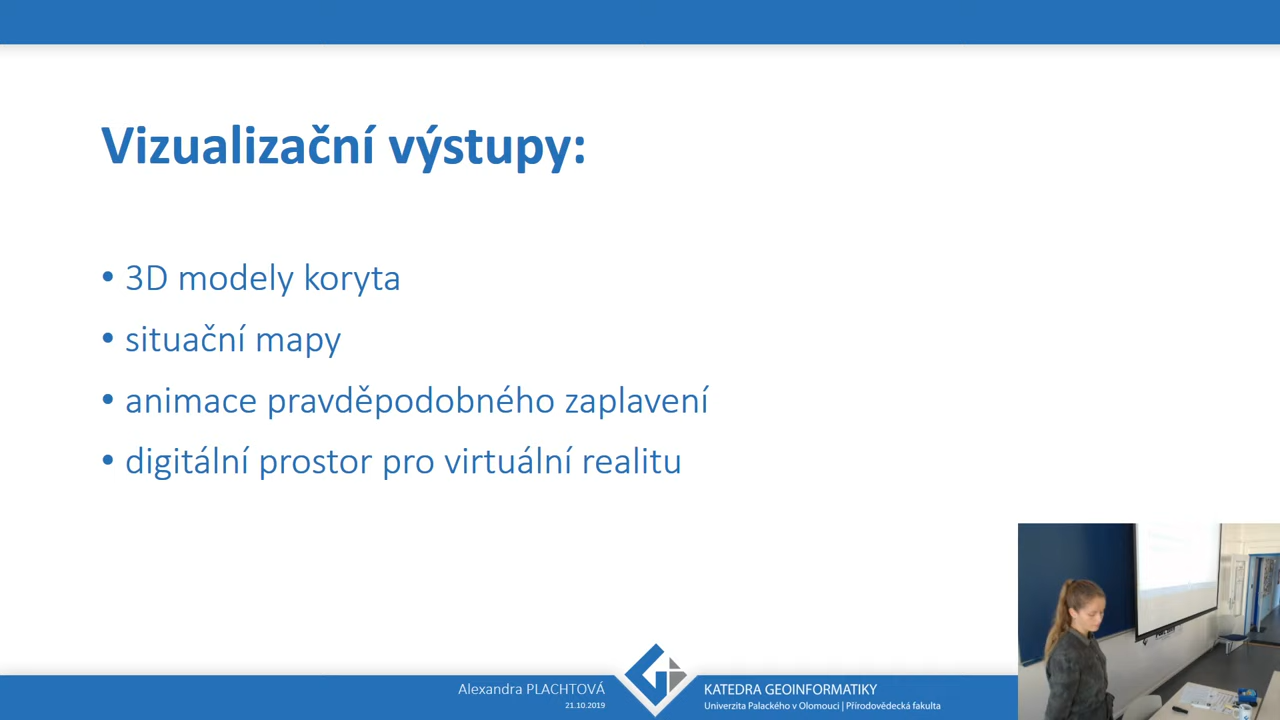 Vizualizační výstupy:
• 3D modely koryta
• situační mapy
• animace pravděpodobného zaplavení
• digitální prostor pro virtuální realitu
Alexandra PLACHTOVÁ
21.10.2019
KATEDRA GEOINFORMATIKY
Univerzita Palackého v Olomouci | Přírodovědecká fakulta